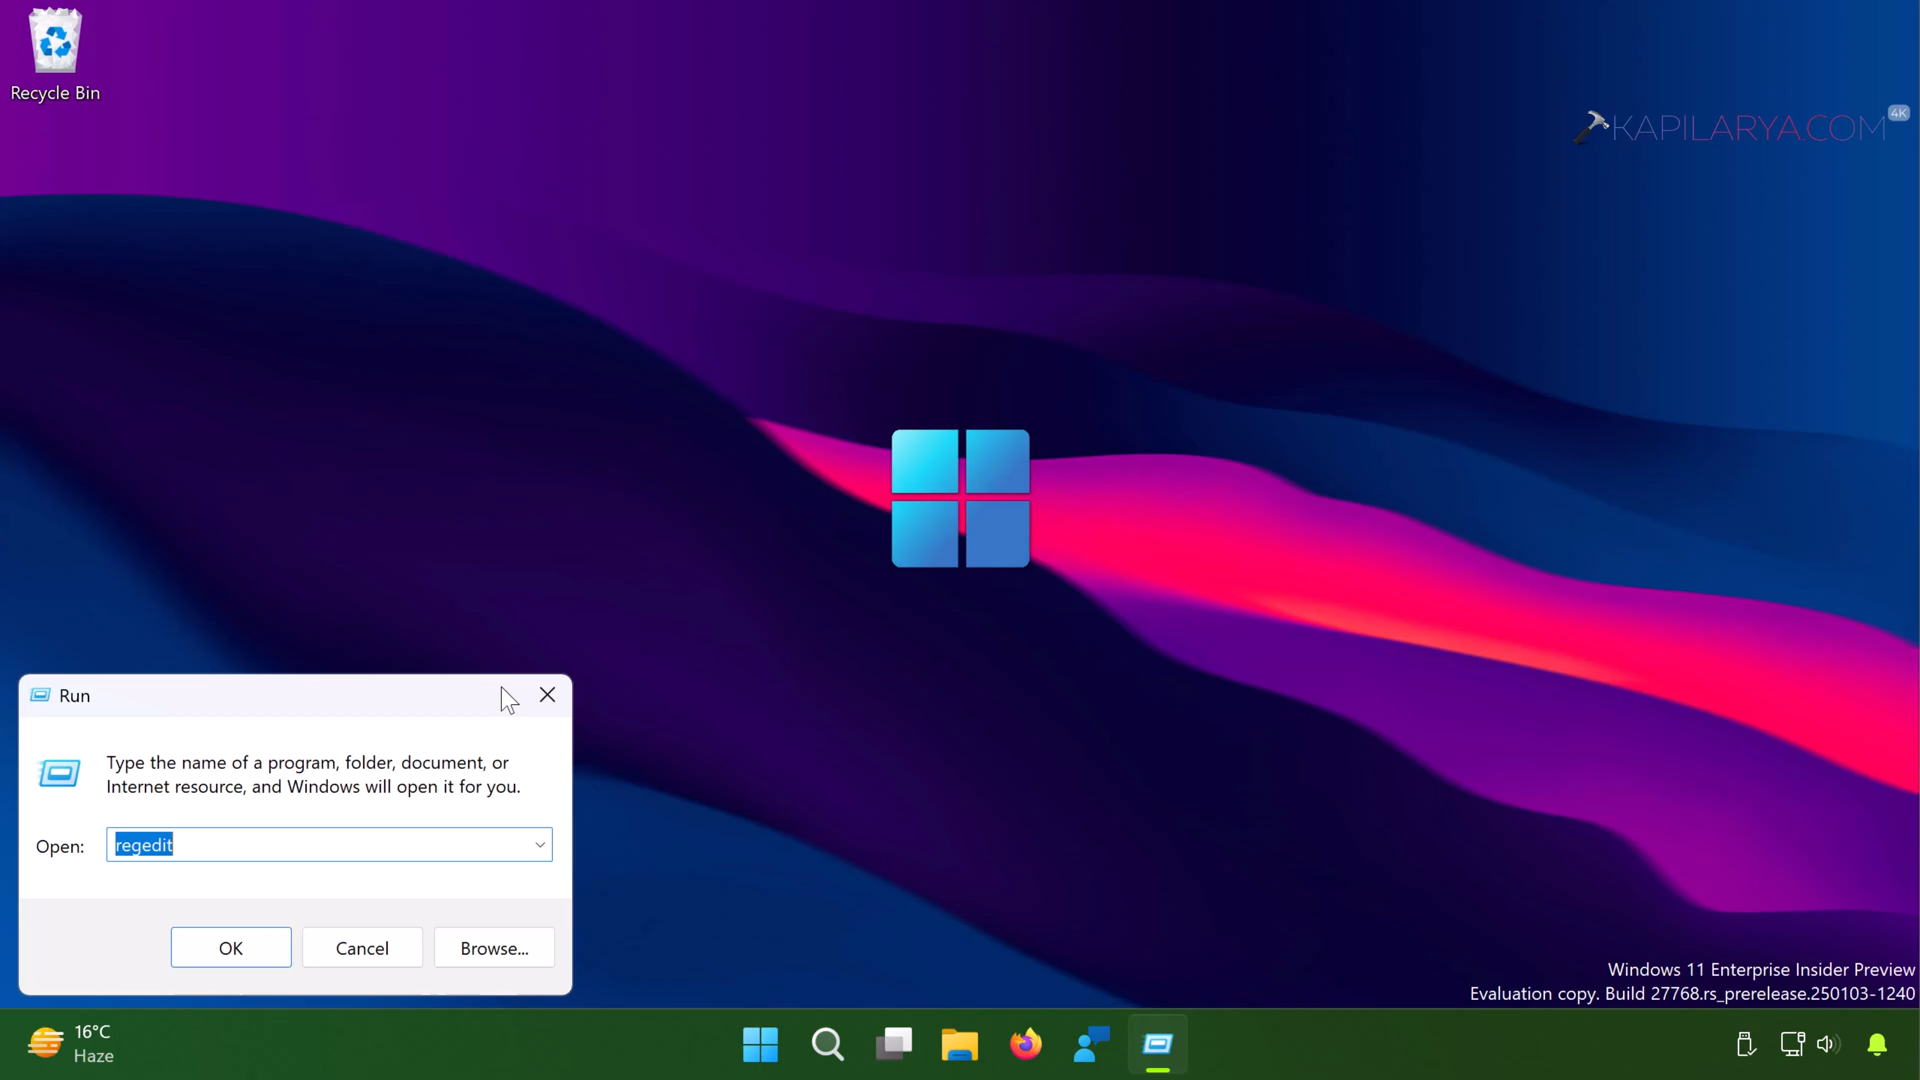 Recycle Bin
KAPILARYA.COM
4K
Run
Type the name of a program, folder, document, or
Internet resource, and Windows will open it for you.
Open:
regedit
OK
Cancel
Browse...
Windows 11 Enterprise Insider Preview
Evaluation copy. Build 27768.rs_prerelease.250103-1240
16°C
Haze